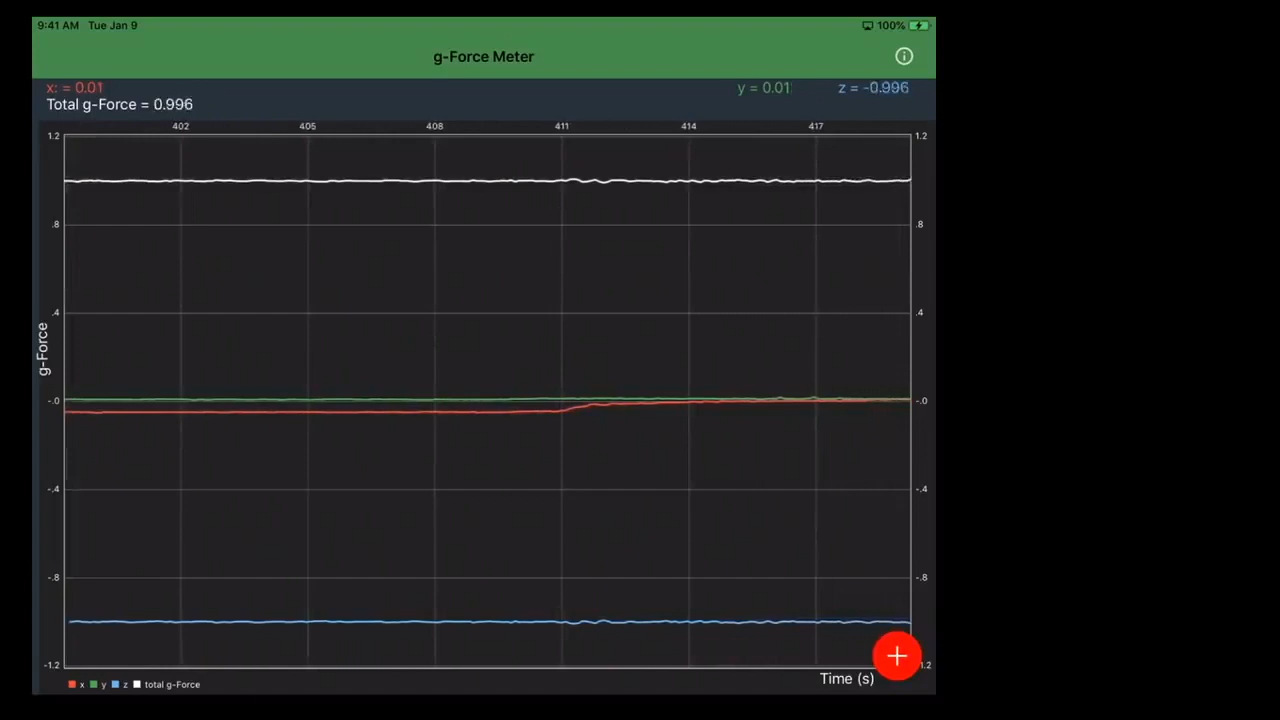 9:41 AM Tue Jan 9 100%
g-Force Meter
x: = 0.01 y = 0.01 z = -0.996
Total g-Force = 0.996
402 405 408 411 414 417
1.2 1.2
.8 .8
.4 .4
g-Force
-.0 -.0
-.4 -.4
-.8 -.8
-1.2 1.2
Time (s)
x y z total g-Force